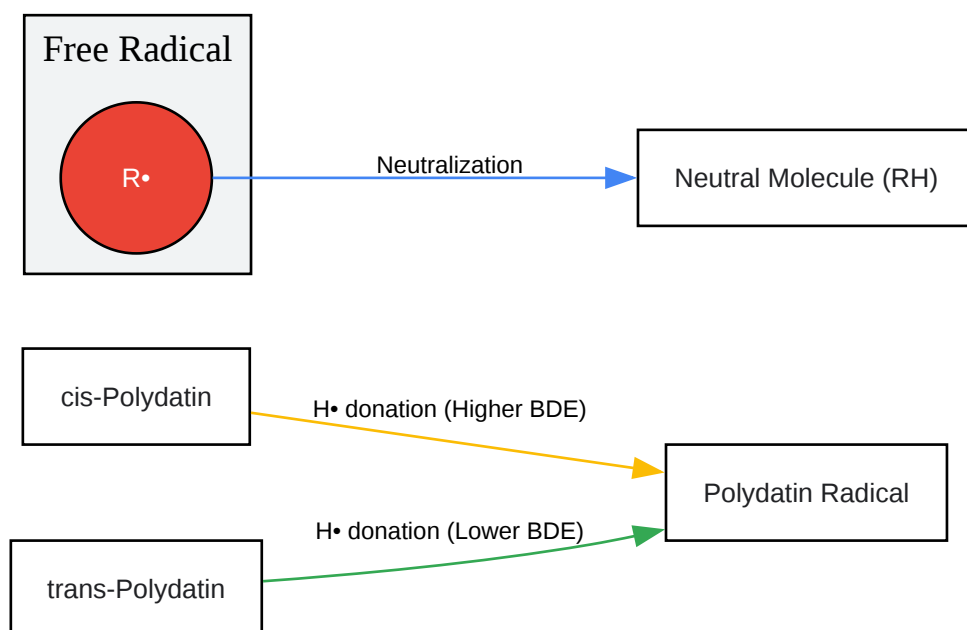 Free Radical
R•
Neutralization
Neutral Molecule (RH)
cis-Polydatin
H• donation (Higher BDE)
Polydatin Radical
H• donation (Lower BDE)
trans-Polydatin